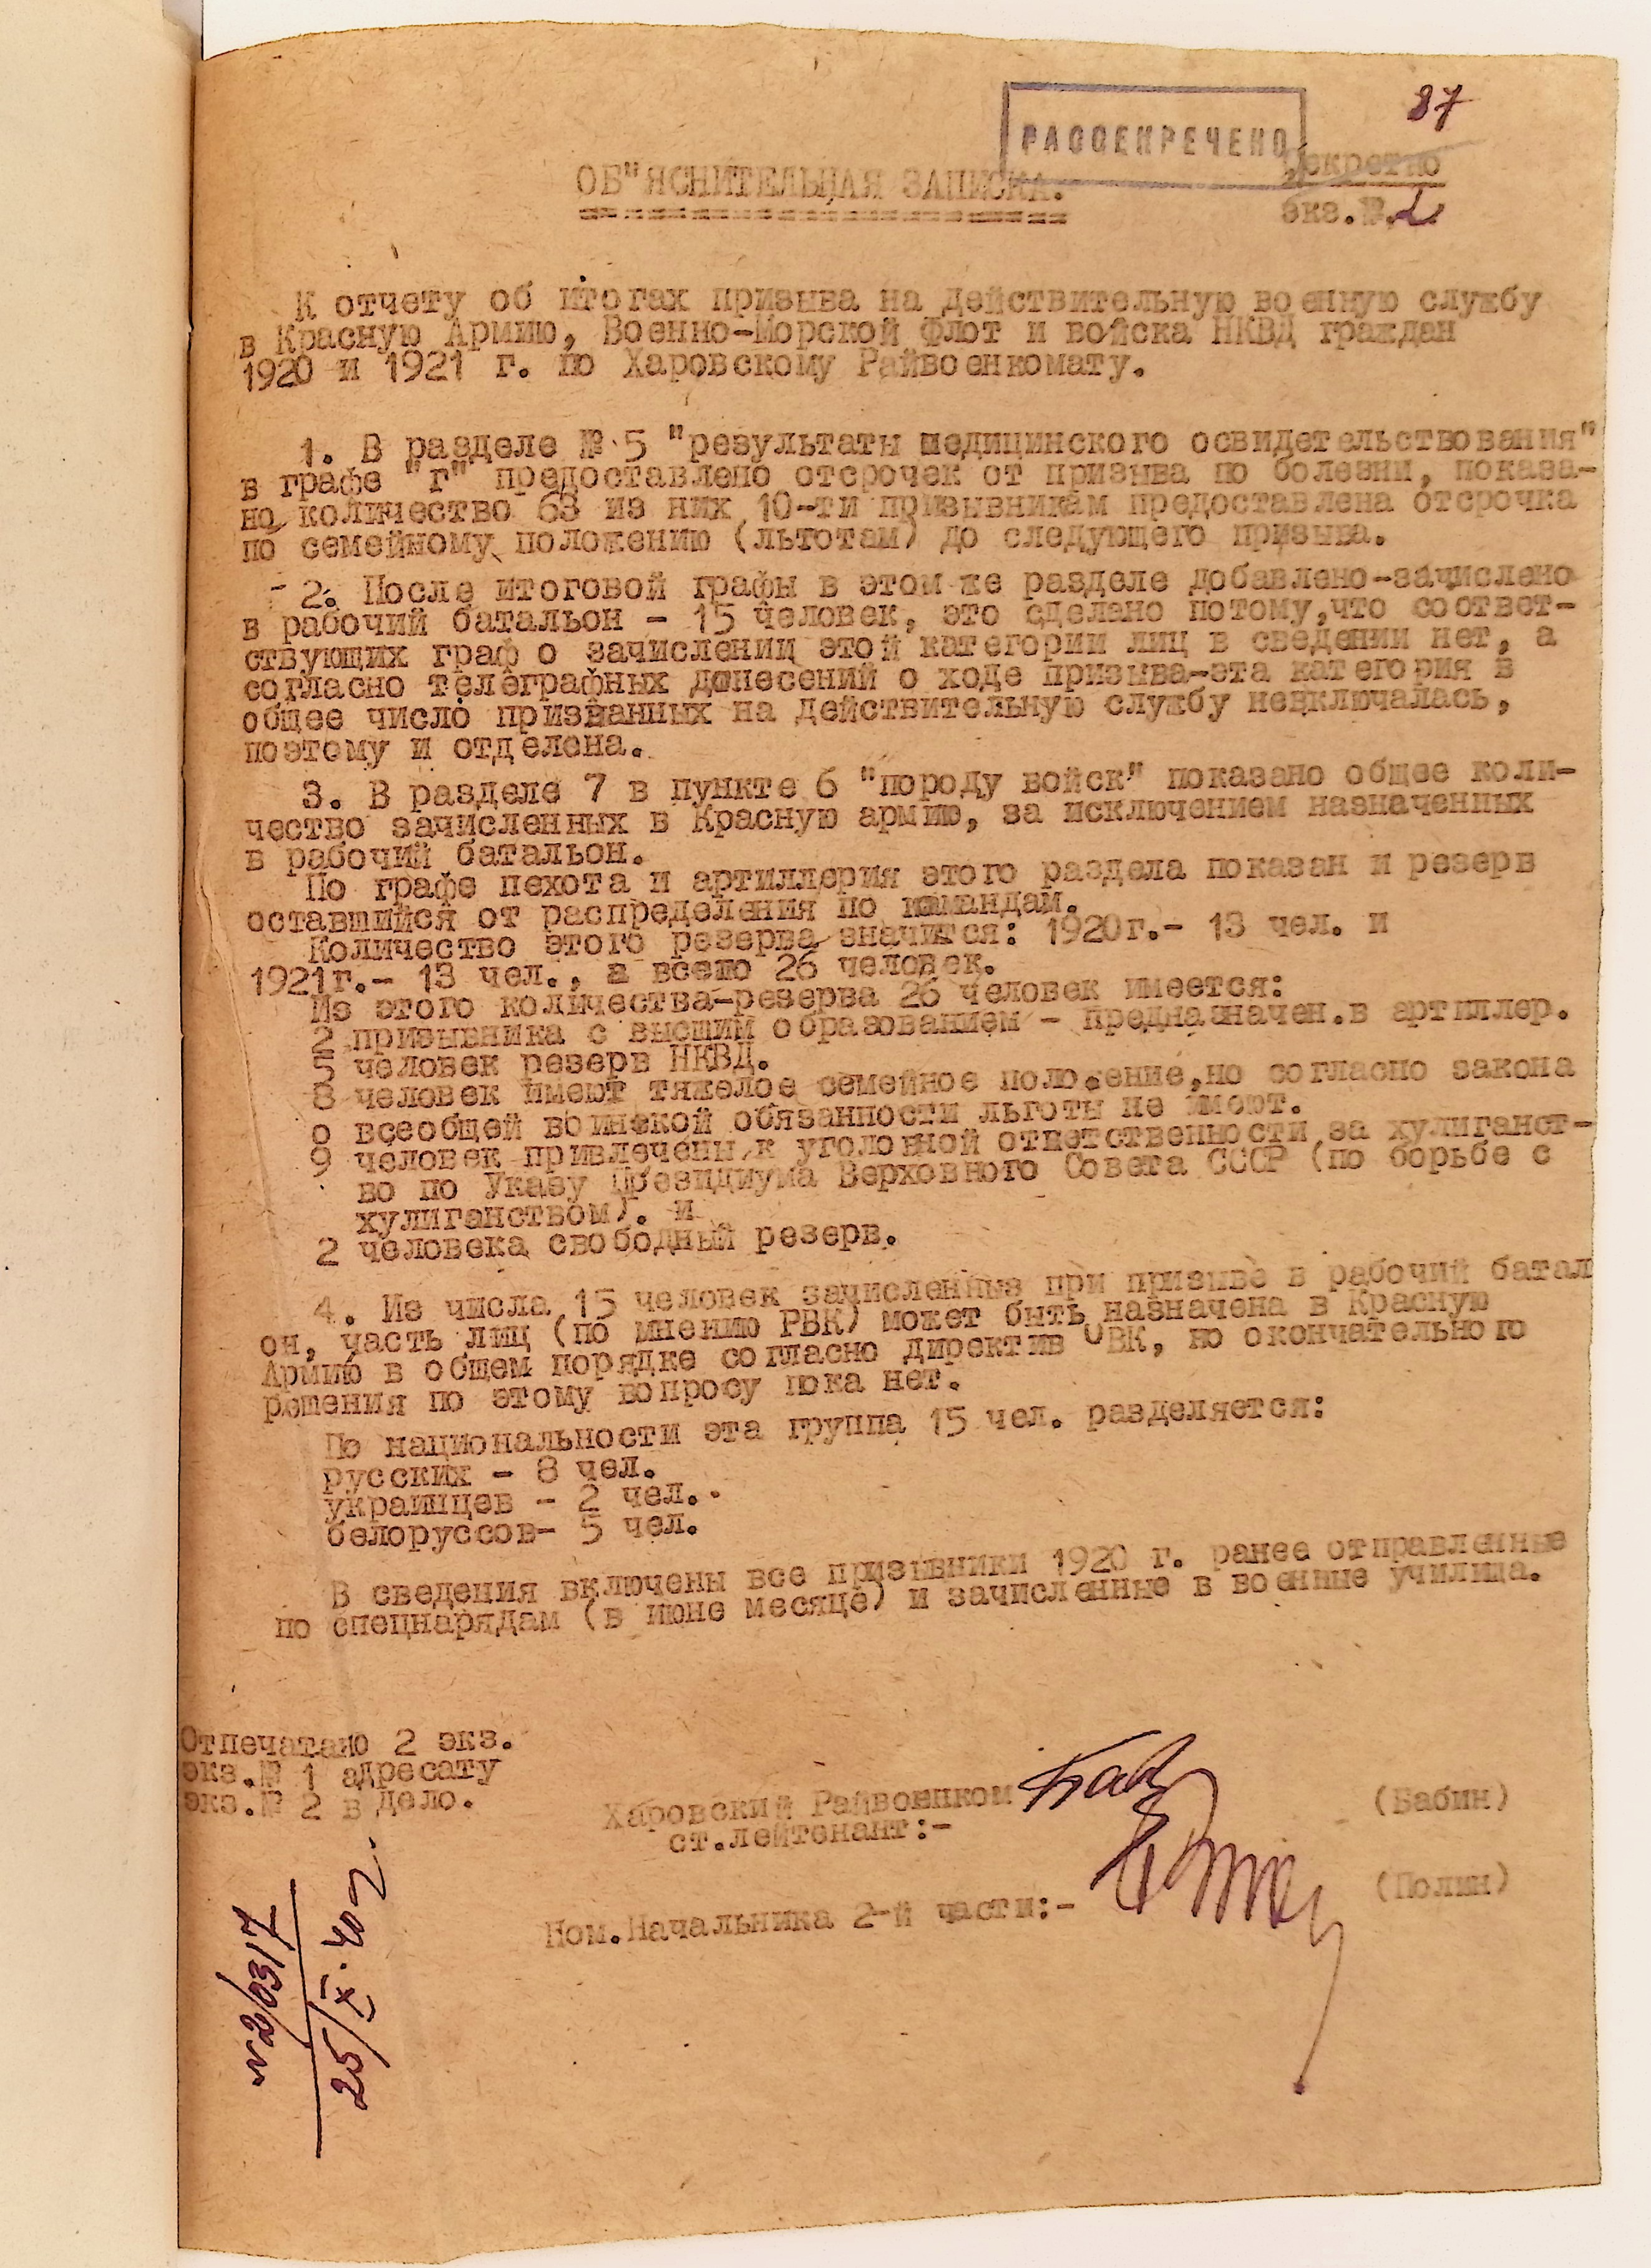 87
РАССЕКРЕЧЕНО
Секретно
ОБ"ЯСНИТЕЛЬНАЯ ЗАПИСКА.
экз.№ 2
К отчету об итогах призыва на действительную военную службу
в Красную Армию, Военно-Морской Флот и войска НКВД граждан
1920 и 1921 г. по Харовскому Райвоенкомату.
1. В разделе № 5 "результаты медицинского освидетельствования"
в графе "г" предоставлено отсрочек от призыва по болезни, показа-
но количество 63 из них 10-ти призывникам предоставлена отсрочка
по семейному положению (льготам) до следующего призыва.
2. После итоговой графы в этом же разделе добавлено-зачислено
в рабочий батальон - 15 человек, это сделано потому,что соответ-
ствующих граф о зачислении этой категории лиц в сведении нет, а
согласно телеграфных донесений о ходе призыва-эта категория в
общее число призванных на действительную службу невключалась,
поэтому и отделена.
3. В разделе 7 в пункте 6 "породу войск" показано общее коли-
чество зачисленных в Красную армию, за исключением назначенных
в рабочий батальон.
По графе пехота и артиллерия этого раздела показан и резерв
оставшийся от распределения по командам.
Количество этого резерва значится: 1920г.- 13 чел. и
1921г.- 13 чел., а всего 26 человек.
Из этого количества-резерва 26 человек имеется:
2 призывника с высшим образованием - предназначен.в артиллер.
5 человек резерв НКВД.
8 человек имеют тяжелое семейное положение,но согласно закона
о всеобщей воинской обязанности льготы не имеют.
9 человек привлечены к уголовной ответственности за хулиганст-
во по Указу Президиума Верховного Совета СССР (по борьбе с
хулиганством). и
2 человека свободный резерв.
4. Из числа 15 человек зачисленных при призыве в рабочий батал
он, часть лиц (по мнению РВК) может быть назначена в Красную
Армию в общем порядке согласно директив ОВК, но окончательного
решения по этому вопросу пока нет.
По национальности эта группа 15 чел. разделяется:
русских - 8 чел.
украинцев - 2 чел.
белоруссов- 5 чел.
В сведения включены все призывники 1920 г. ранее отправленные
по спецнарядам (в июне месяце) и зачисленные в военные училища.
Отпечатано 2 экз.
экз.№ 1 адресату
экз.№ 2 в дело.
Харовский Райвоенком
(Бабин)
ст.лейтенант:-
Пом.Начальника 2-й части:-
(Полин)
№2/0317
25/IX.40 г.